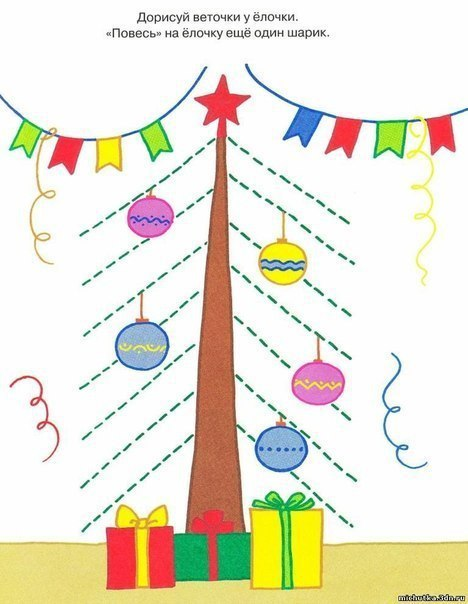 Дорисуй веточки у ёлочки.
«Повесь» на ёлочку ещё один шарик.
michutka.3dn.ru